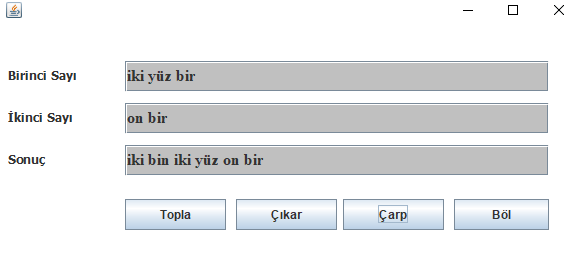 Birinci Sayı iki yüz bir
İkinci Sayı on bir
Sonuç iki bin iki yüz on bir
Topla Çıkar Çarp Böl